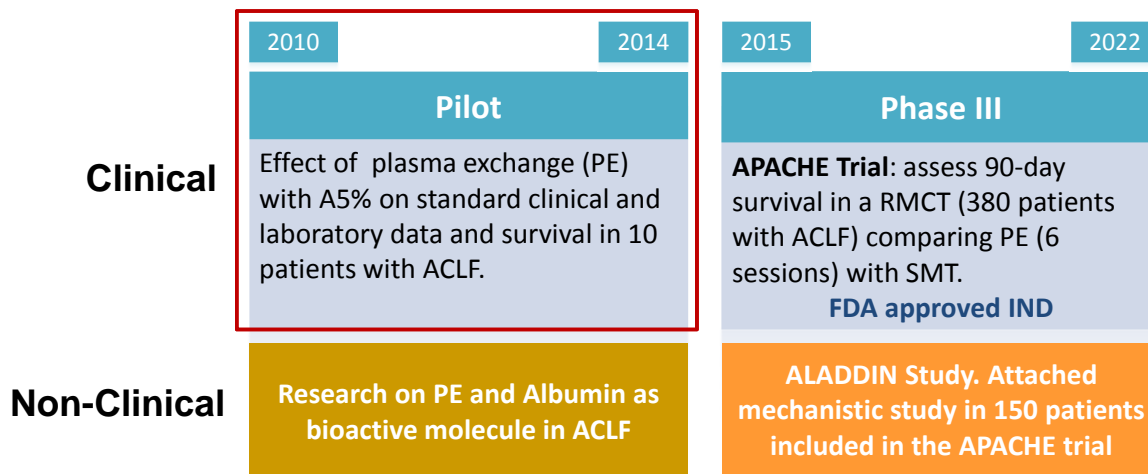 2010
2014
2015
2022
Pilot
Phase III
Clinical
Effect of plasma exchange (PE)
with A5% on standard clinical and
laboratory data and survival in 10
patients with ACLF.
APACHE Trial: assess 90-day
survival in a RMCT (380 patients
with ACLF) comparing PE (6
sessions) with SMT.
FDA approved IND
Non-Clinical
Research on PE and Albumin as
bioactive molecule in ACLF
ALADDIN Study. Attached
mechanistic study in 150 patients
included in the APACHE trial